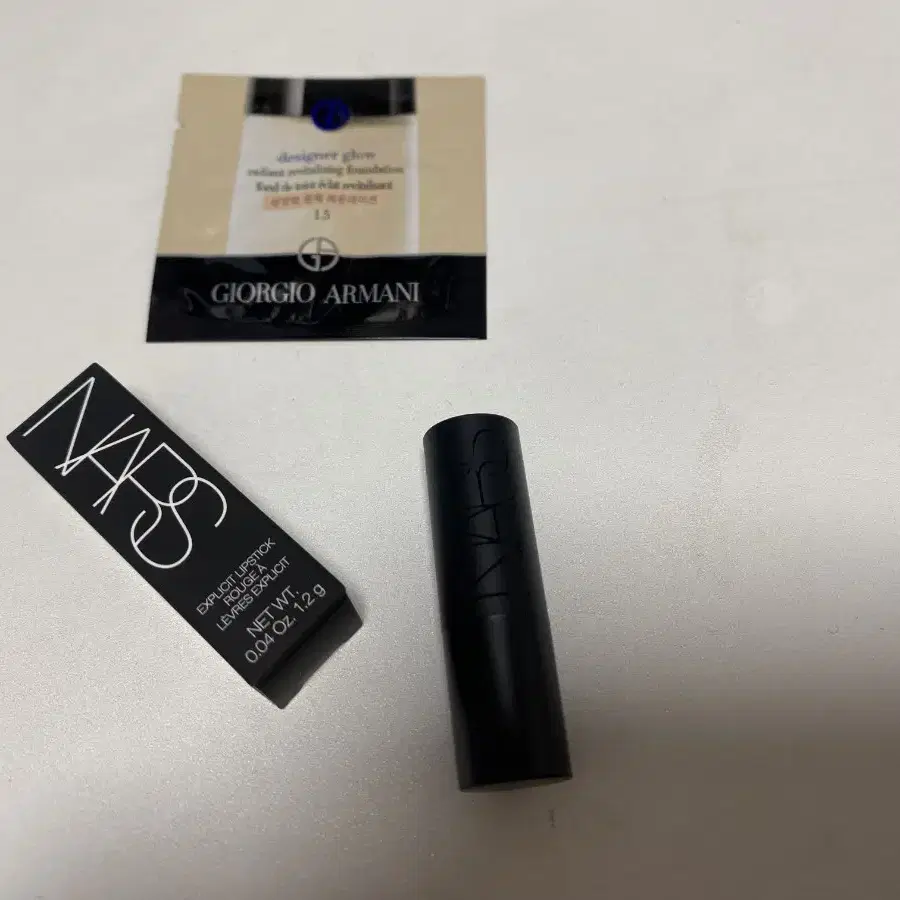 designer glow
radiant revitalizing foundation
fond de teint éclat revitalisant
1.5
GIORGIO ARMANI
NARS
EXPLICIT LIPSTICK
ROUGE À
LÈVRES EXPLICIT
NET WT.
0.04 Oz. 1.2 g
NARS